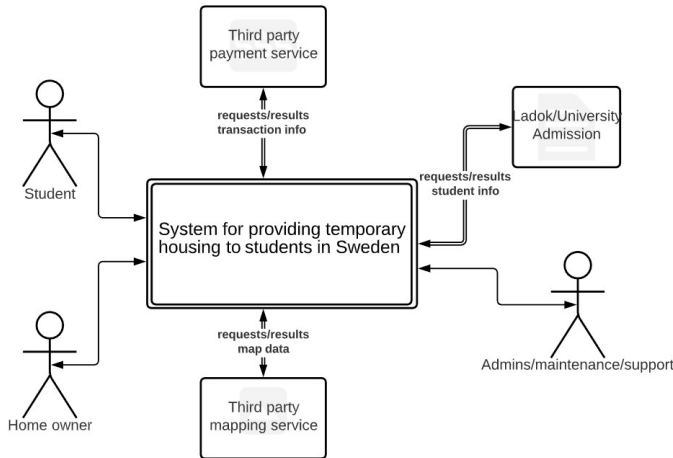 Third party
payment service
requests/results
transaction info
Ladok/University
Admission
requests/results
student info
Student
System for providing temporary
housing to students in Sweden
requests/results
map data
Admins/maintenance/support
Home owner
Third party
mapping service